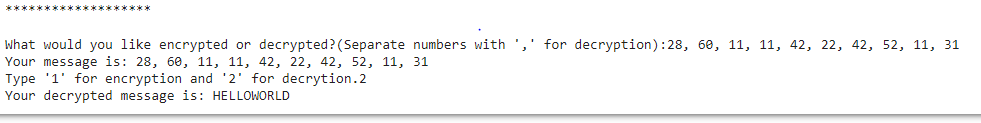 *******************
.
What would you like encrypted or decrypted?(Separate numbers with ',' for decryption):28, 60, 11, 11, 42, 22, 42, 52, 11, 31
Your message is: 28, 60, 11, 11, 42, 22, 42, 52, 11, 31
Type '1' for encryption and '2' for decrytion.2
Your decrypted message is: HELLOWORLD